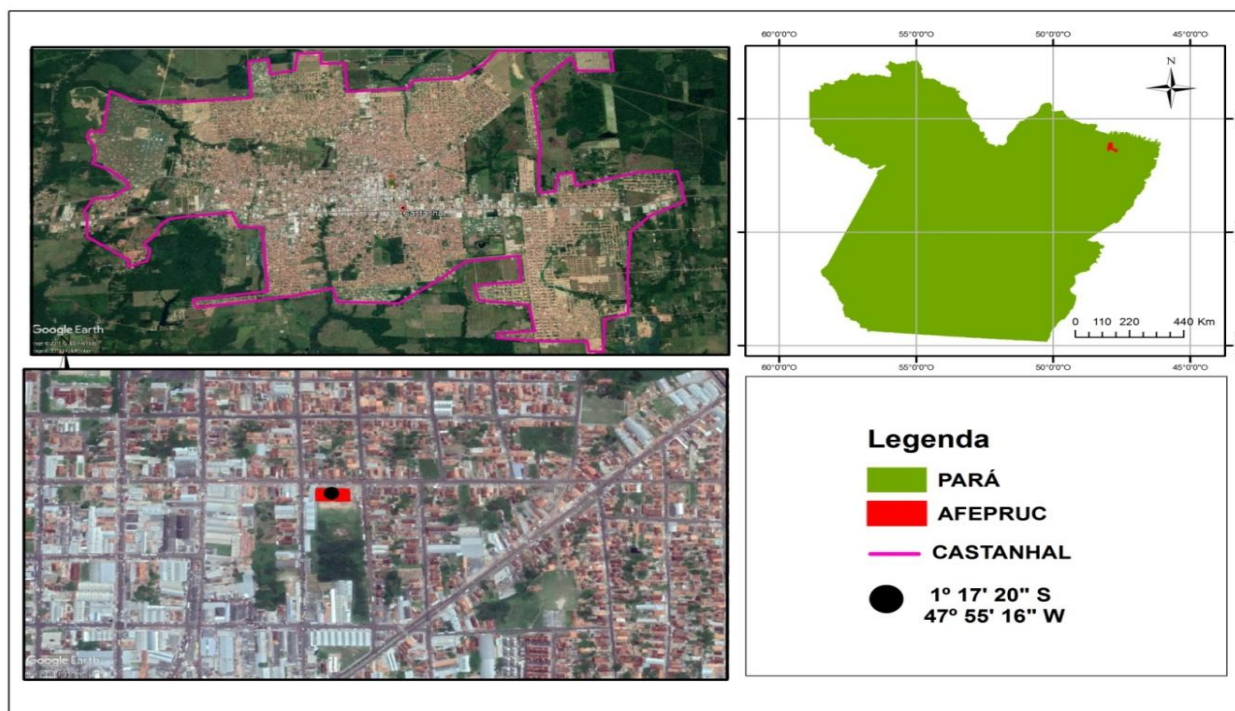 Castanhal
Google Earth
60°0'0"O
55°0'0"O
50°0'0"O
45°0'0"O
N
0 110 220 440 Km
60°0'0"O
55°0'0"O
50°0'0"O
45°0'0"O
Google Earth
Legenda
PARÁ
AFEPRUC
CASTANHAL
1º 17' 20" S
47º 55' 16" W